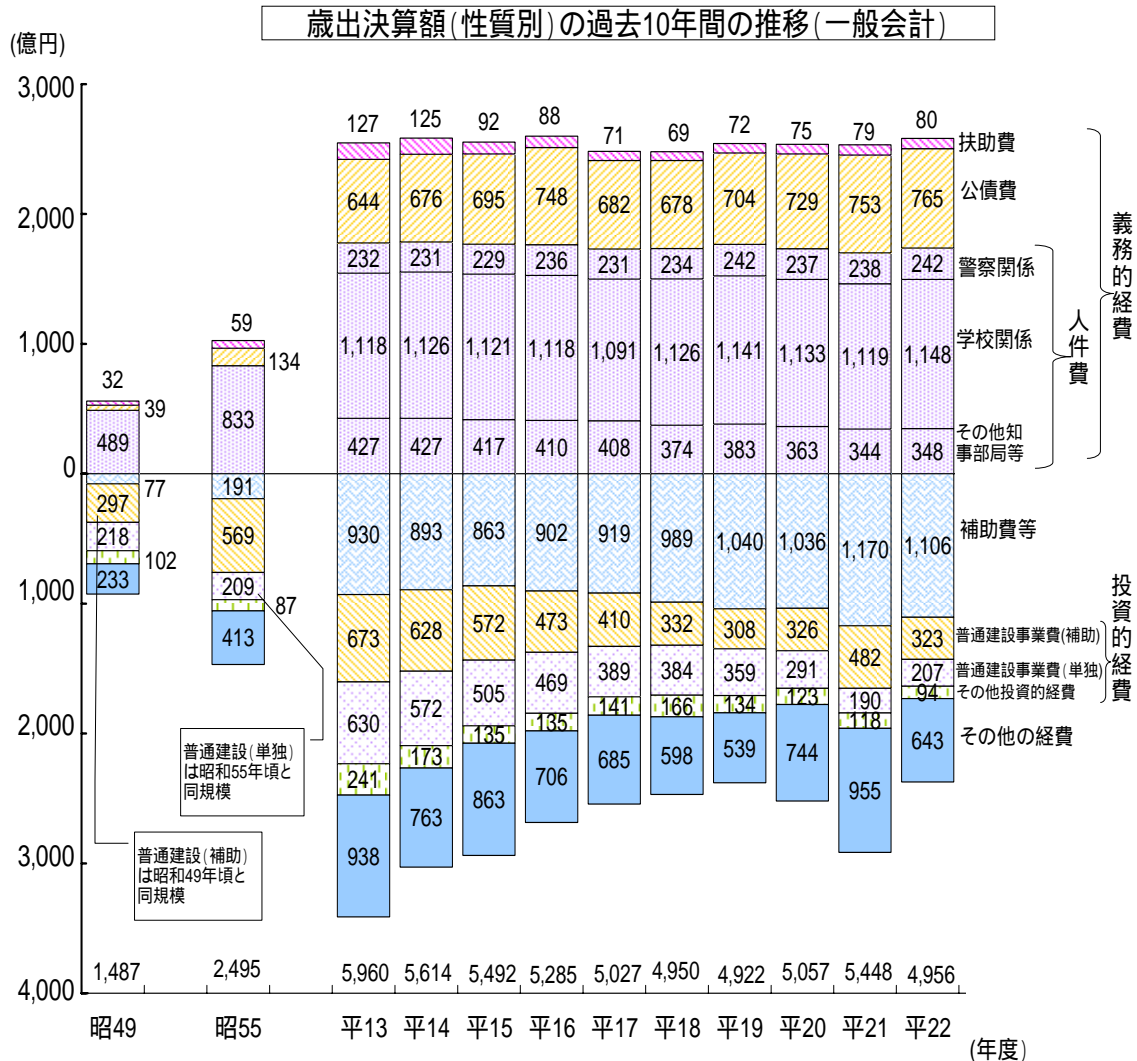 歳出決算額(性質別)の過去10年間の推移(一般会計)
(億円)
3,000
2,000
1,000
0
1,000
2,000
3,000
4,000
127 125 92 88 71 69 72 75 79 80
644 676 695 748 682 678 704 729 753 765
232 231 229 236 231 234 242 237 238 242
1,118 1,126 1,121 1,118 1,091 1,126 1,141 1,133 1,119 1,148
427 427 417 410 408 374 383 363 344 348
32
39
489
59
134
833
扶助費
公債費
警察関係
学校関係
その他知
事部局等
人件費
義務的経費
77
297
218
102
233
191
569
209
87
413
930 893 863 902 919 989 1,040 1,036 1,170 1,106
673 628 572 473 410 332 308 326 482 323
630 572 505 469 389 384 359 291 190 207
241 173 135 135 141 166 134 123 118 94
938 763 863 706 685 598 539 744 955 643
補助費等
普通建設事業費(補助)
普通建設事業費(単独)
その他投資的経費
その他の経費
投資的経費
普通建設(単独)
は昭和55年頃と
同規模
普通建設(補助)
は昭和49年頃と
同規模
1,487 2,495 5,960 5,614 5,492 5,285 5,027 4,950 4,922 5,057 5,448 4,956
昭49 昭55 平13 平14 平15 平16 平17 平18 平19 平20 平21 平22
(年度)